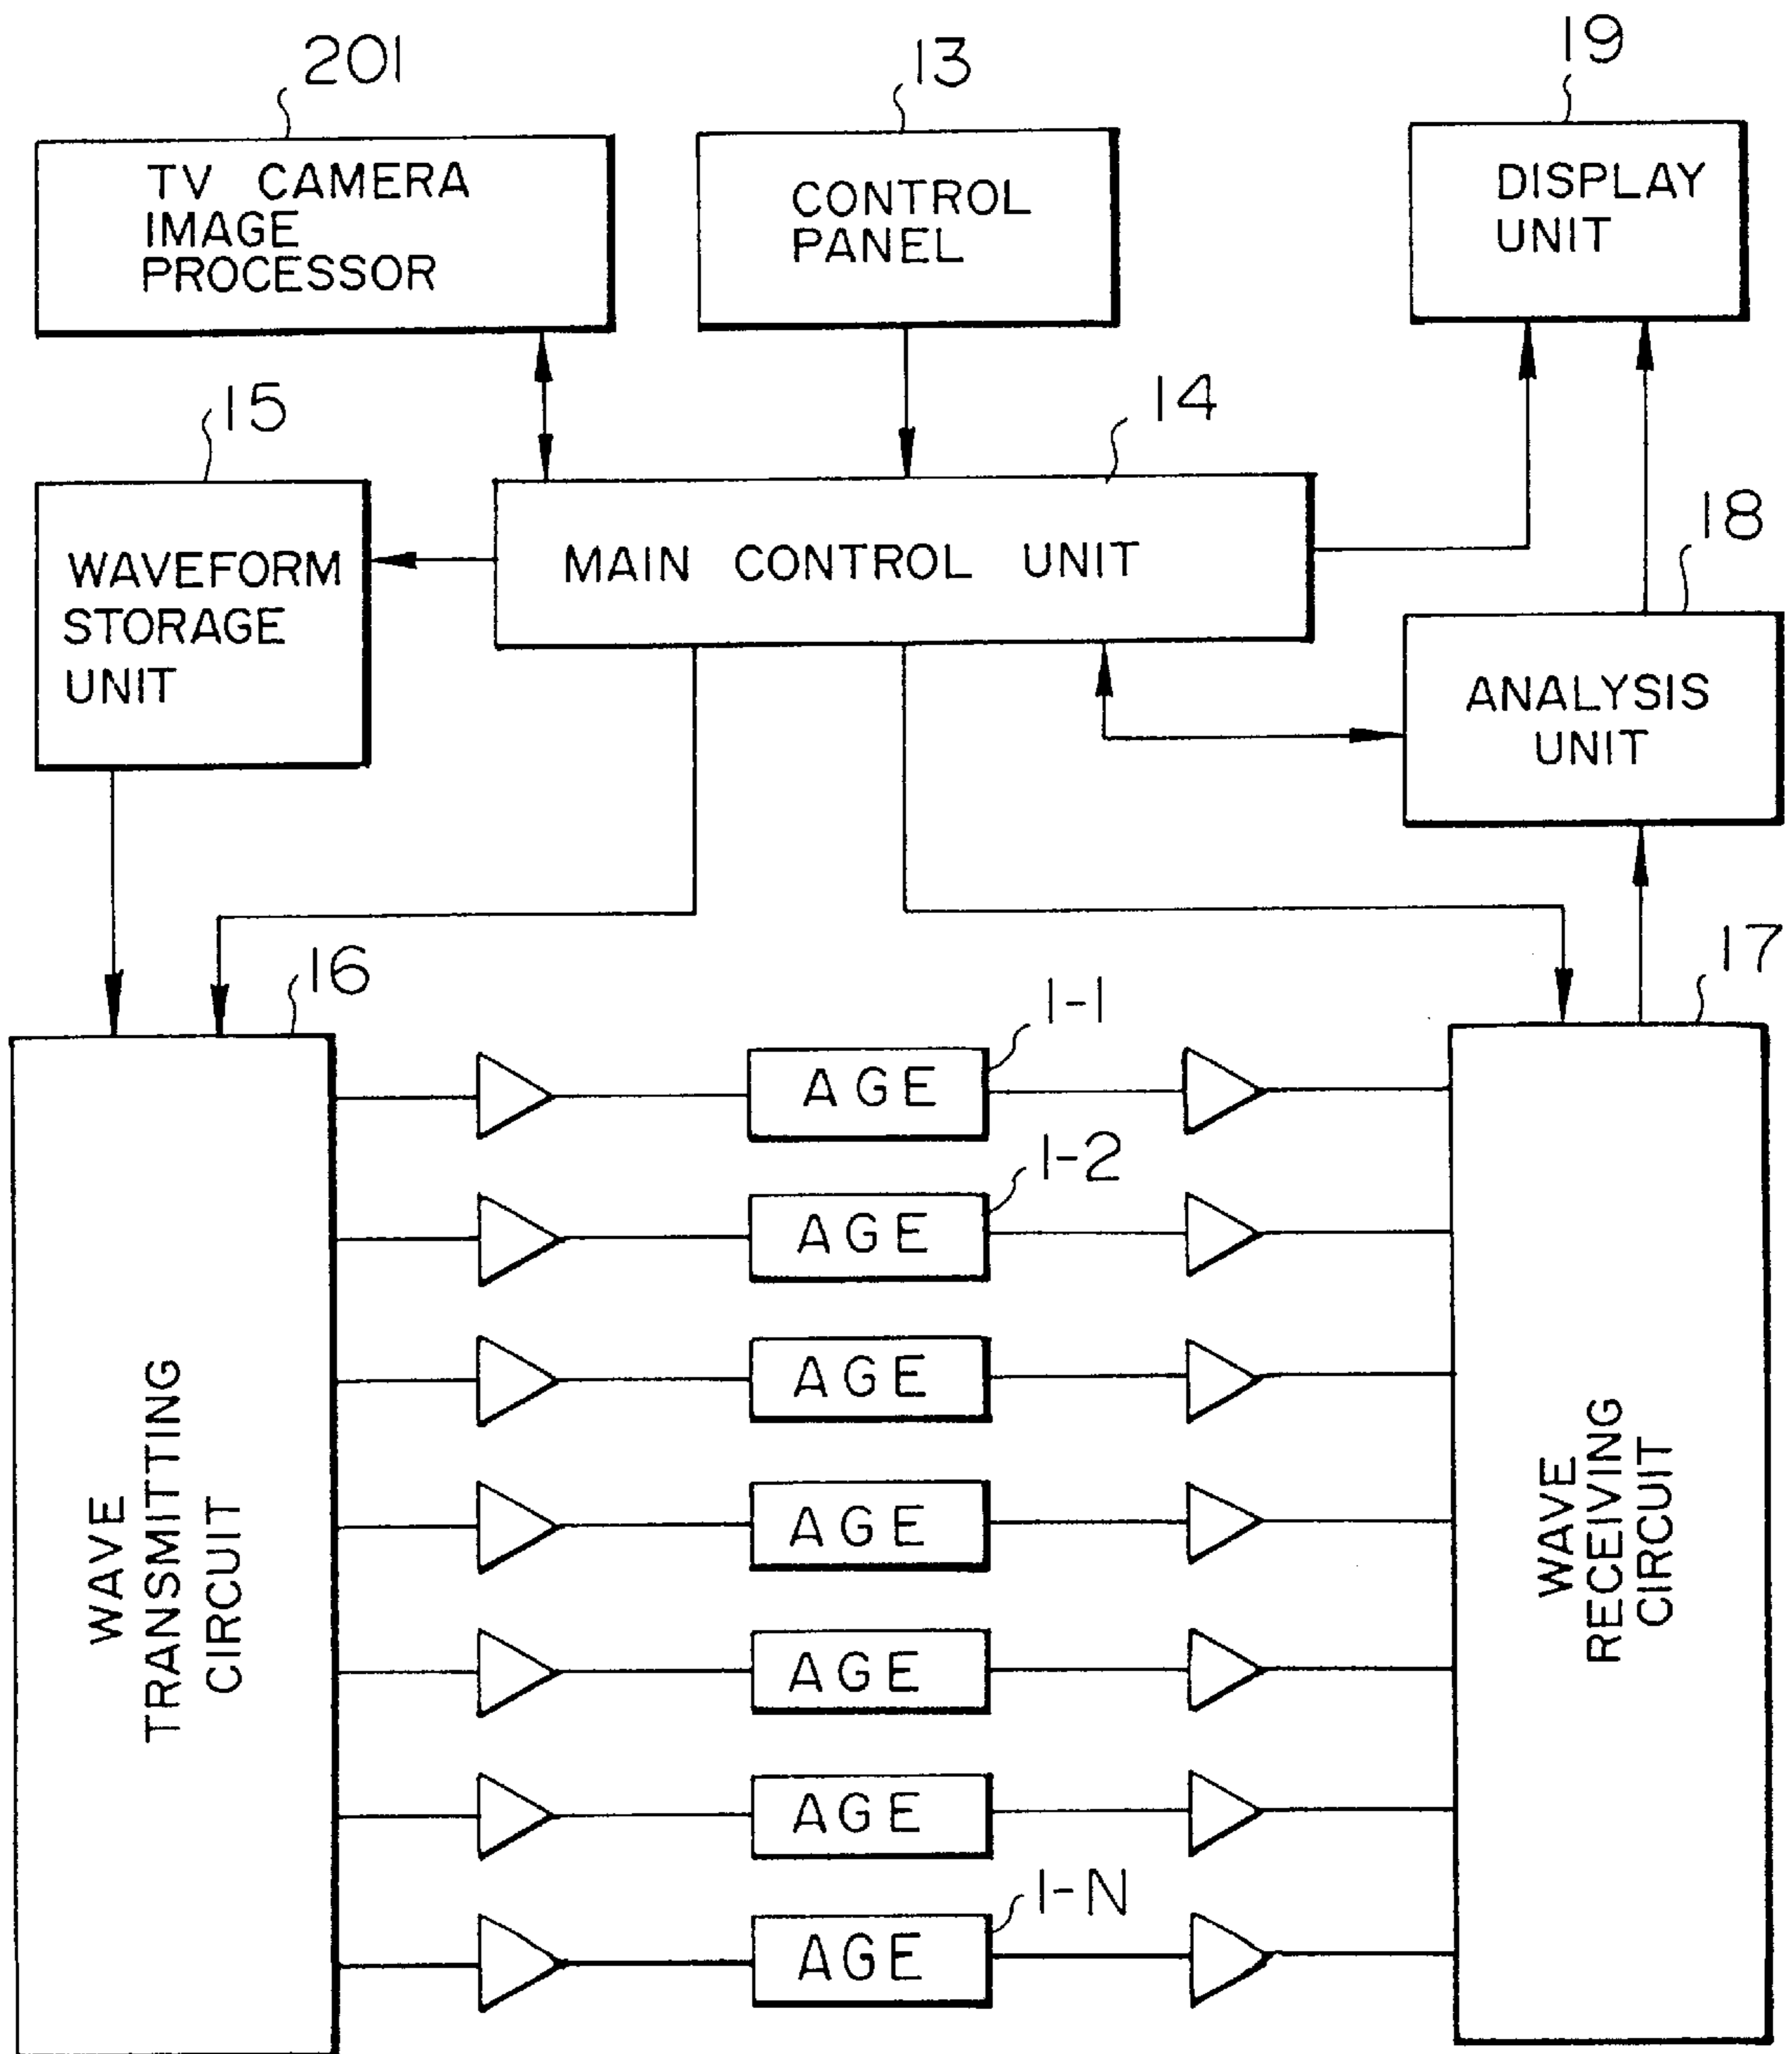 201
13
19
TV CAMERA
IMAGE
PROCESSOR
CONTROL
PANEL
DISPLAY
UNIT
15
14
18
WAVEFORM
STORAGE
UNIT
MAIN CONTROL UNIT
ANALYSIS
UNIT
16
17
1-1
AGE
1-2
AGE
AGE
AGE
AGE
AGE
1-N
AGE
WAVE
TRANSMITTING
CIRCUIT
WAVE
RECEIVING
CIRCUIT